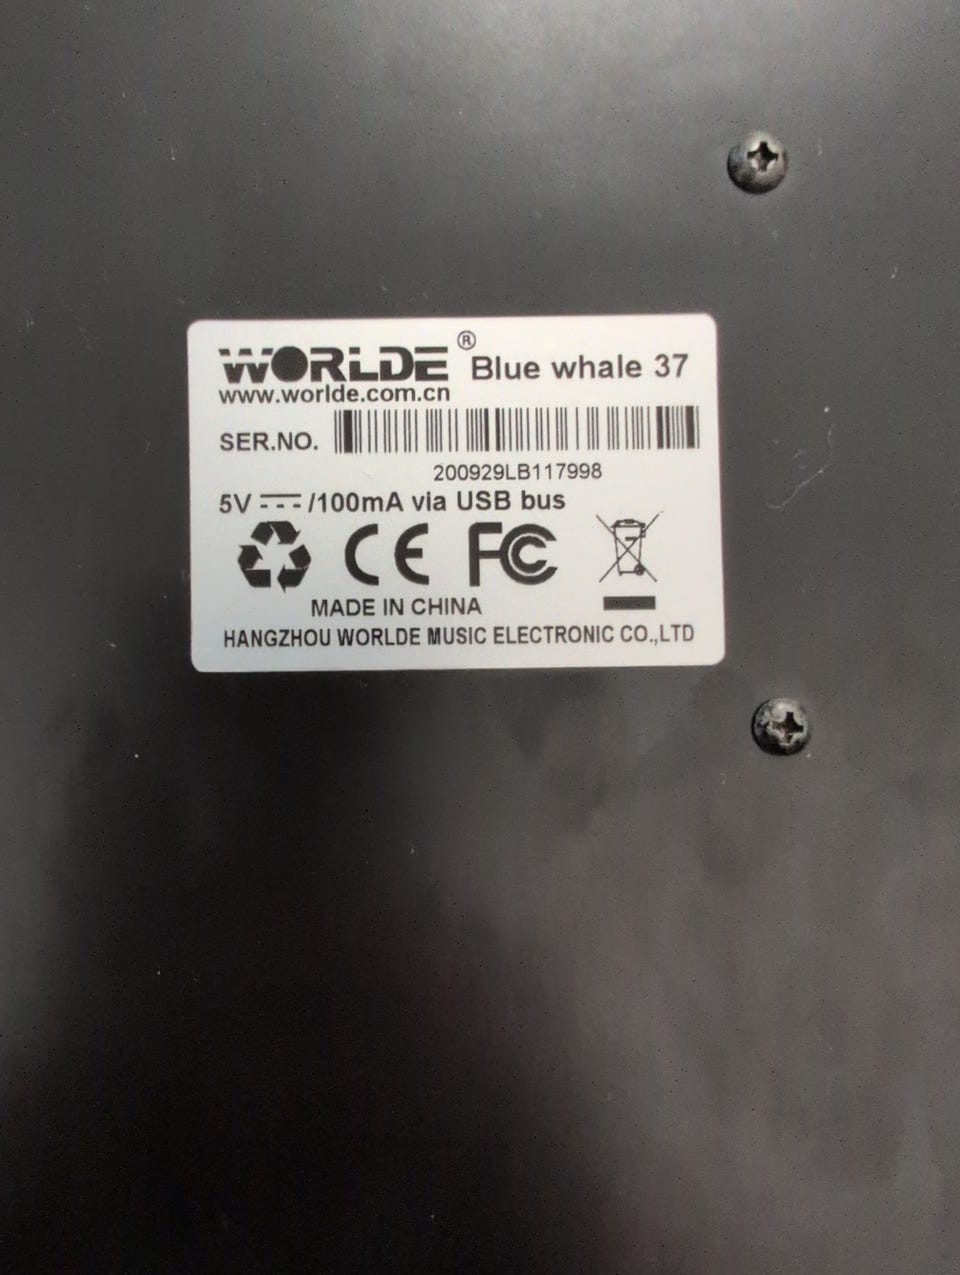 WORLDE® Blue whale 37
www.worlde.com.cn
SER.NO.
200929LB117998
5V /100mA via USB bus
CE FC
MADE IN CHINA
HANGZHOU WORLDE MUSIC ELECTRONIC CO.,LTD